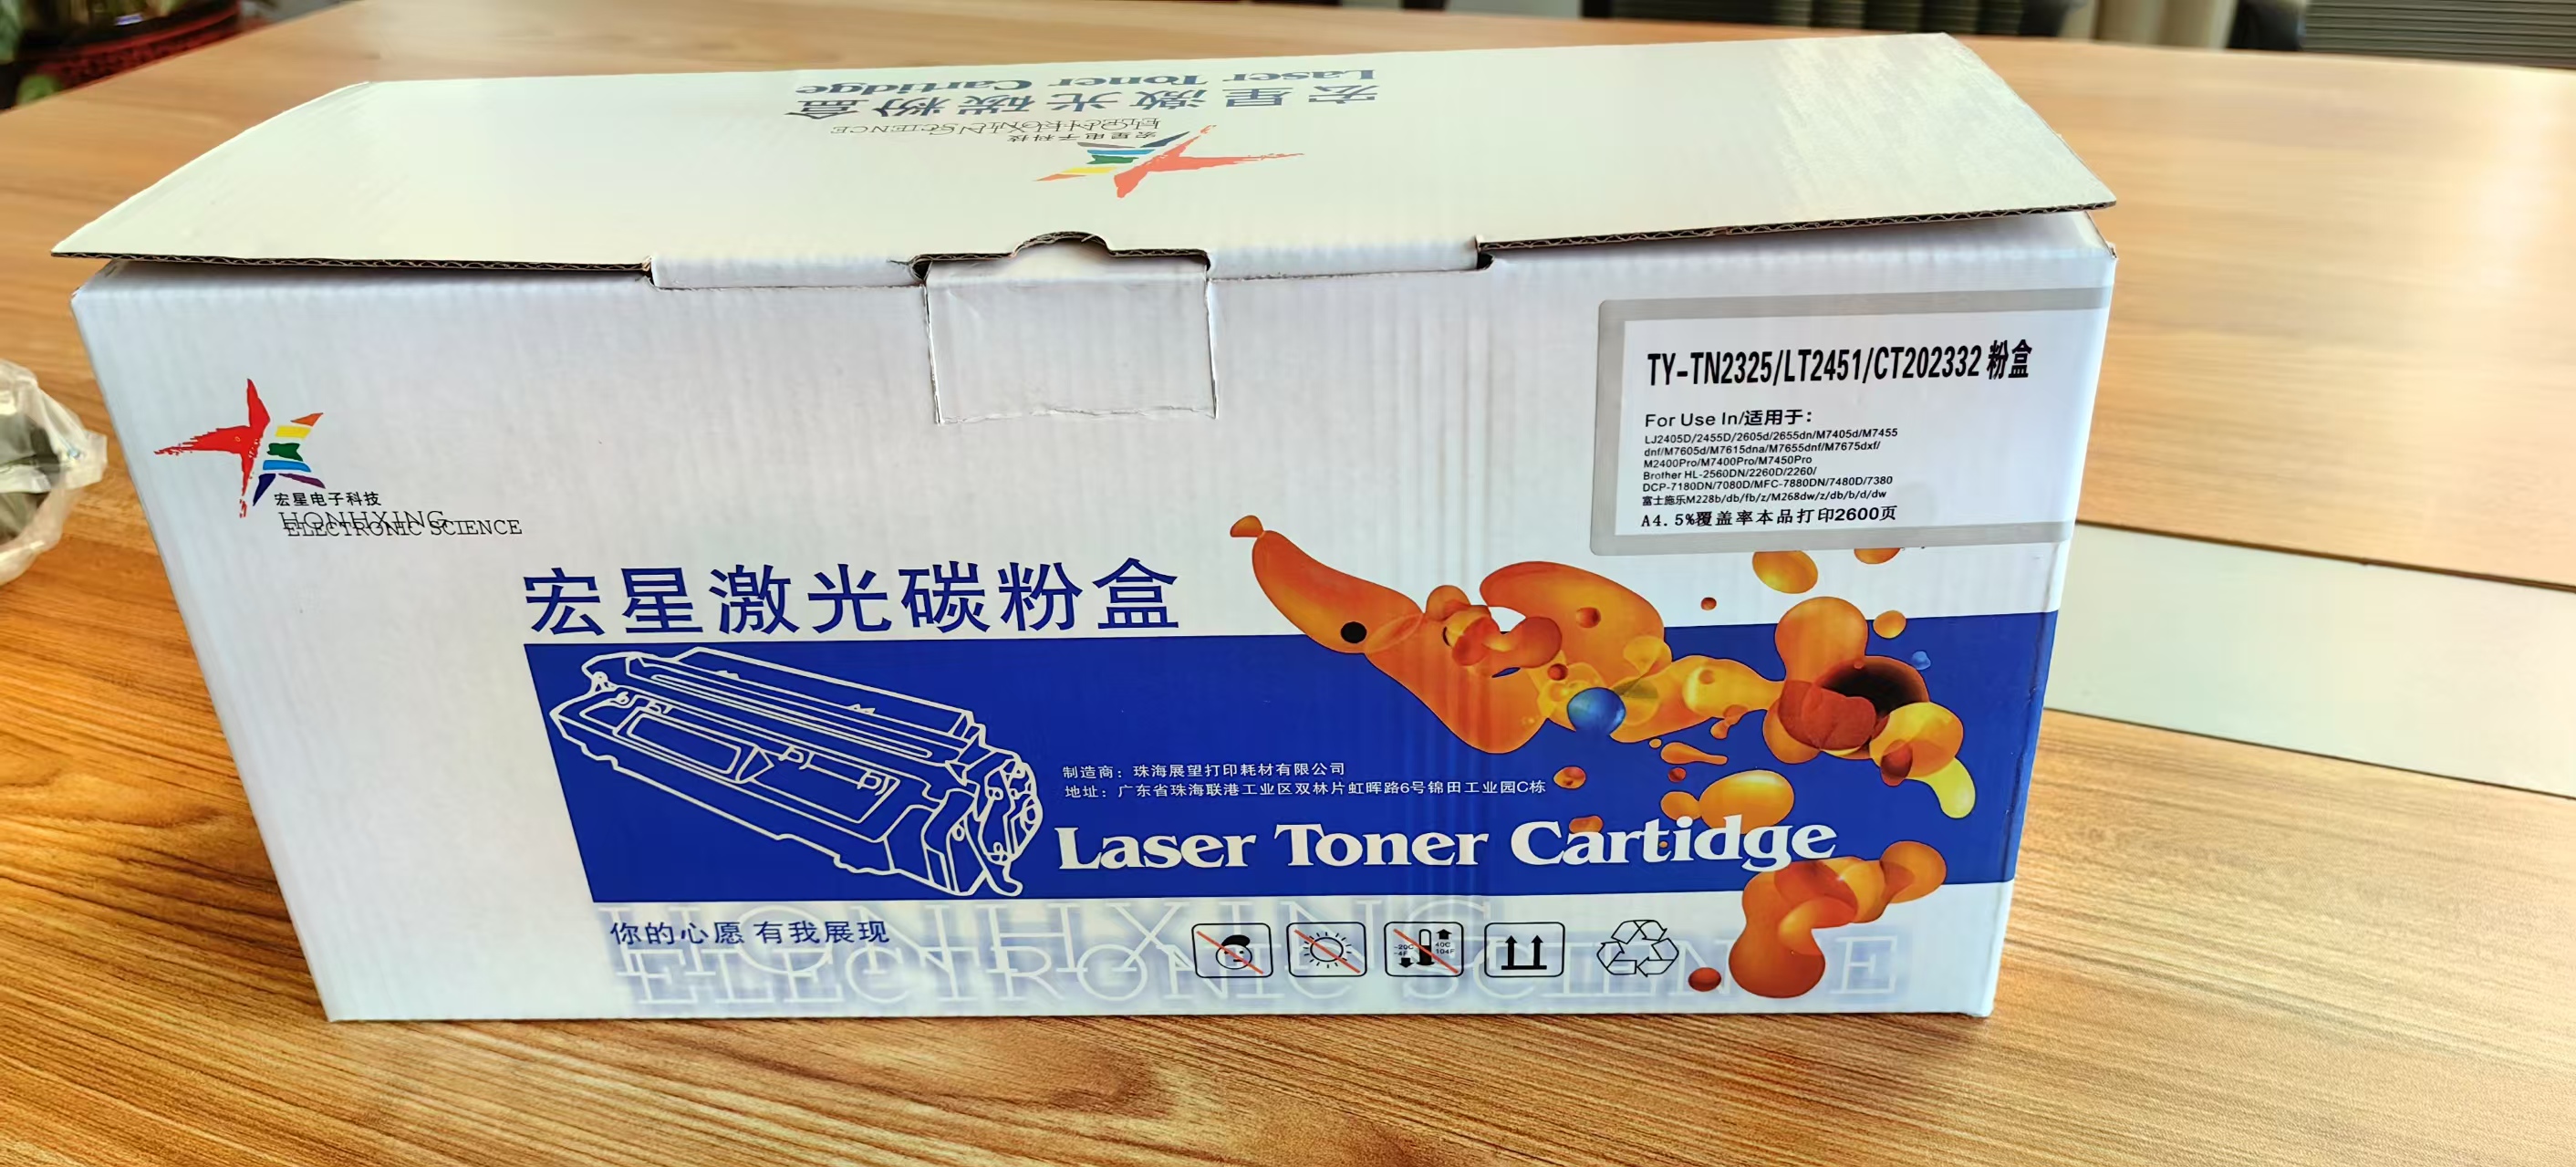 Laser Toner Cartidge
宏星激光碳粉盒
ELECTRONIC SCIENCE
HONHXING
宏星电子科技
TY-TN2325/LT2451/CT202332 粉盒
For Use In/适用于：
LJ2405D/2455D/2605d/2655dn/M7405d/M7455
dnf/M7605d/M7615dna/M7655dnf/M7675dxf/
M2400Pro/M7400Pro/M7450Pro
Brother HL-2560DN/2260D/2260/
DCP-7180DN/7080D/MFC-7880DN/7480D/7380
富士施乐M228b/db/fb/z/M268dw/z/db/b/d/dw
A4.5%覆盖率本品打印2600页
宏星电子科技
HONHXING
ELECTRONIC SCIENCE
宏星激光碳粉盒
制造商：珠海展望打印耗材有限公司
地址：广东省珠海联港工业区双林片虹晖路6号锦田工业园C栋
Laser Toner Cartidge
你的心愿 有我展现
HONHXING
ELECTRONIC SCIENCE
-20C 40C
-4F 104F